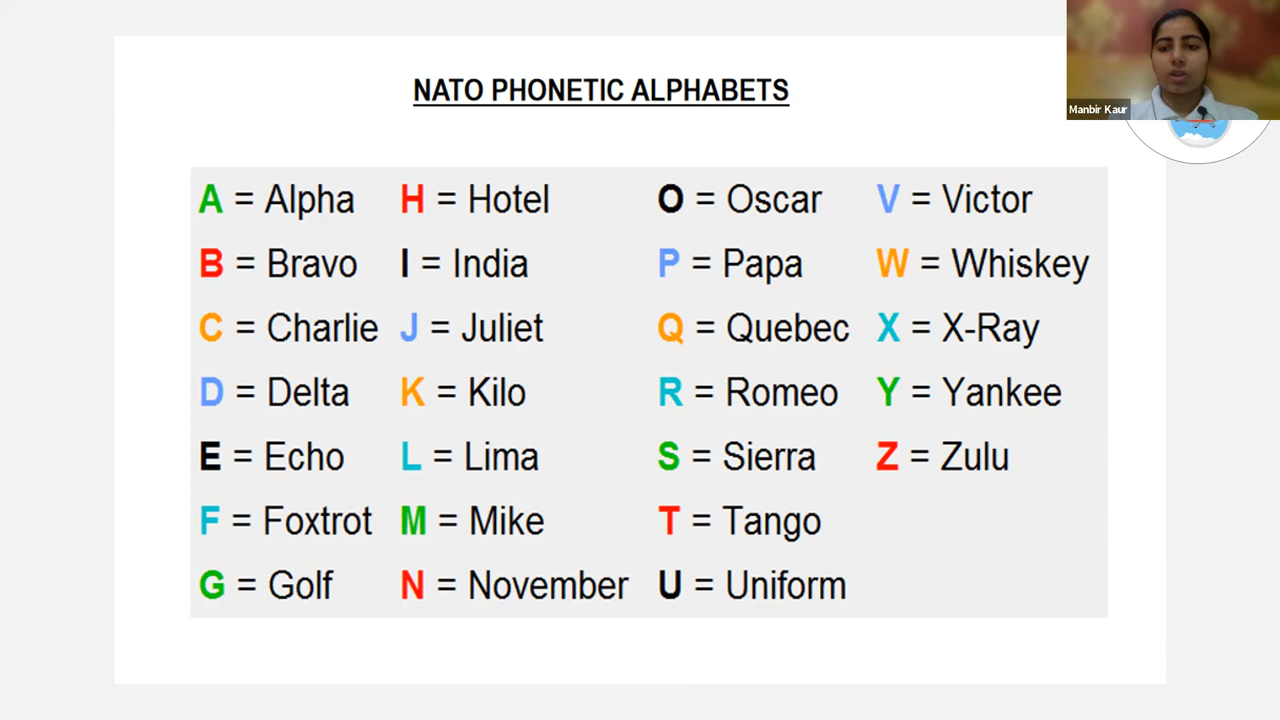 NATO PHONETIC ALPHABETS
Manbir Kaur
A = Alpha
B = Bravo
C = Charlie
D = Delta
E = Echo
F = Foxtrot
G = Golf
H = Hotel
I = India
J = Juliet
K = Kilo
L = Lima
M = Mike
N = November
O = Oscar
P = Papa
Q = Quebec
R = Romeo
S = Sierra
T = Tango
U = Uniform
V = Victor
W = Whiskey
X = X-Ray
Y = Yankee
Z = Zulu